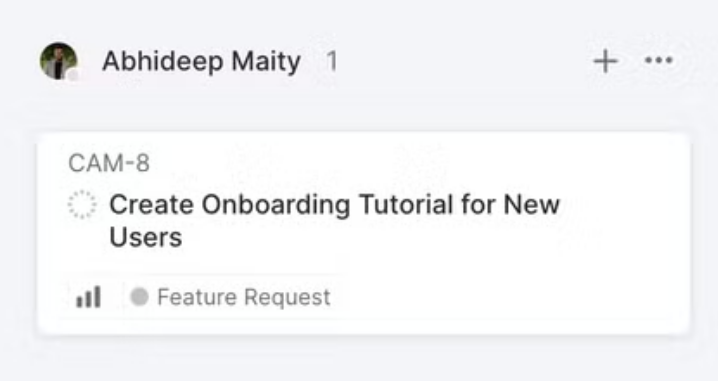 Abhideep Maity 1
CAM-8
Create Onboarding Tutorial for New
Users
Feature Request